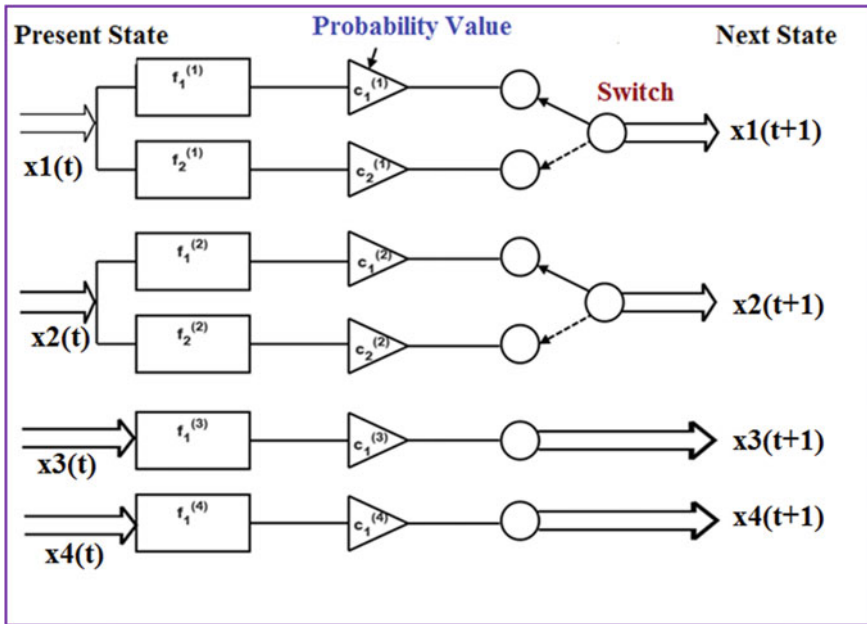 Present State
Probability Value
Next State
f₁⁽¹⁾
c₁⁽¹⁾
Switch
x1(t)
x1(t+1)
f₂⁽¹⁾
c₂⁽¹⁾
f₁⁽²⁾
c₁⁽²⁾
x2(t)
x2(t+1)
f₂⁽²⁾
c₂⁽²⁾
f₁⁽³⁾
c₁⁽³⁾
x3(t)
x3(t+1)
f₁⁽⁴⁾
c₁⁽⁴⁾
x4(t)
x4(t+1)